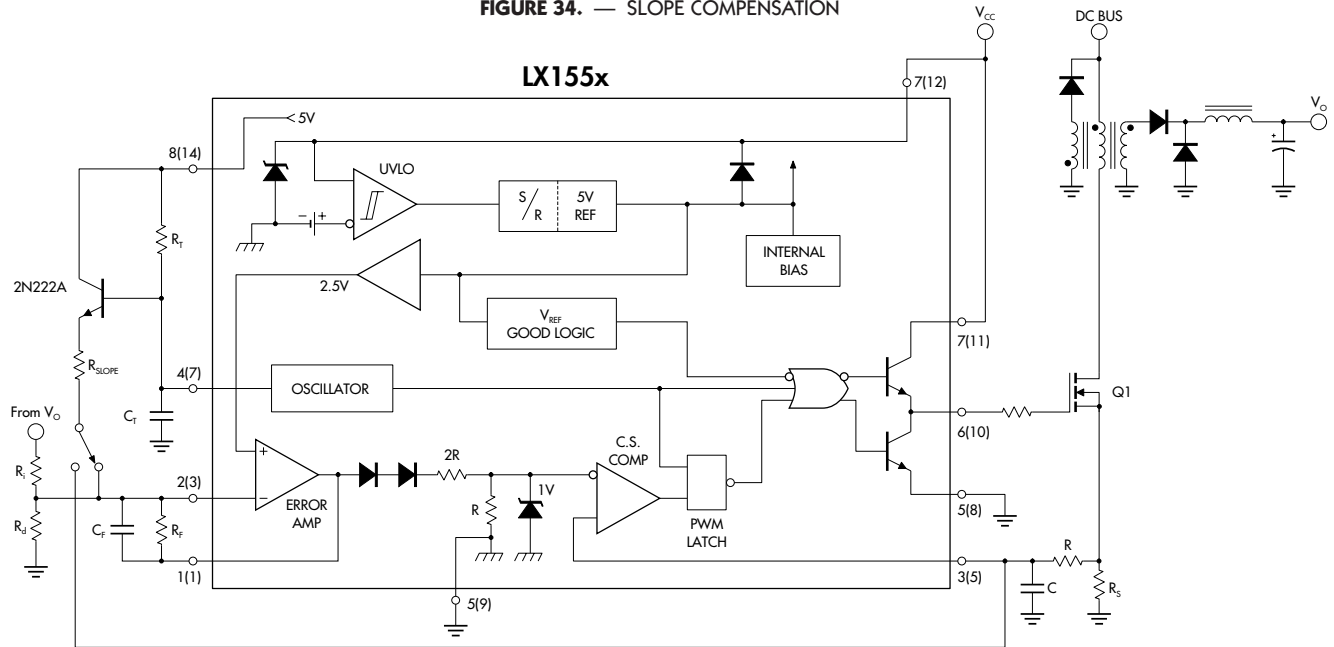 FIGURE 34. — SLOPE COMPENSATION
V_CC
DC BUS
LX155x
7(12)
V_O
5V
8(14)
UVLO
− +
S/R
5V REF
INTERNAL BIAS
R_T
2.5V
2N222A
V_REF GOOD LOGIC
7(11)
R_SLOPE
4(7)
OSCILLATOR
Q1
From V_O
C_T
6(10)
R_i
+
−
ERROR AMP
2R
C.S. COMP
2(3)
1V
R
5(8)
R_d
C_F
R_F
PWM LATCH
1(1)
3(5)
R
C
R_S
5(9)